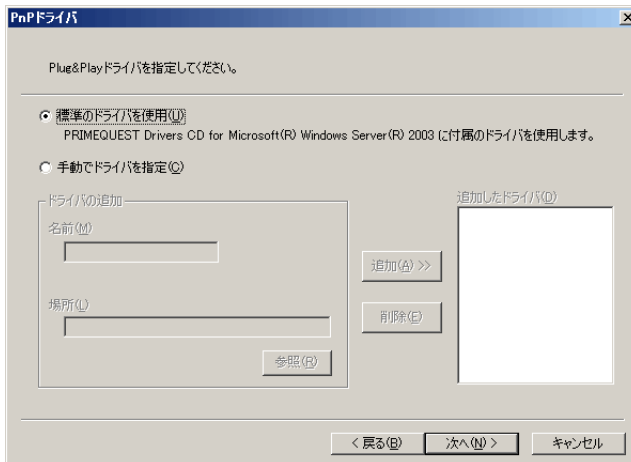 PnPドライバ
Plug&Playドライバを指定してください。
標準のドライバを使用(U)
PRIMEQUEST Drivers CD for Microsoft(R) Windows Server(R) 2003 に付属のドライバを使用します。
手動でドライバを指定(C)
ドライバの追加
追加したドライバ(D)
名前(M)
追加(A) >>
場所(L)
削除(E)
参照(R)
< 戻る(B)
次へ(N) >
キャンセル